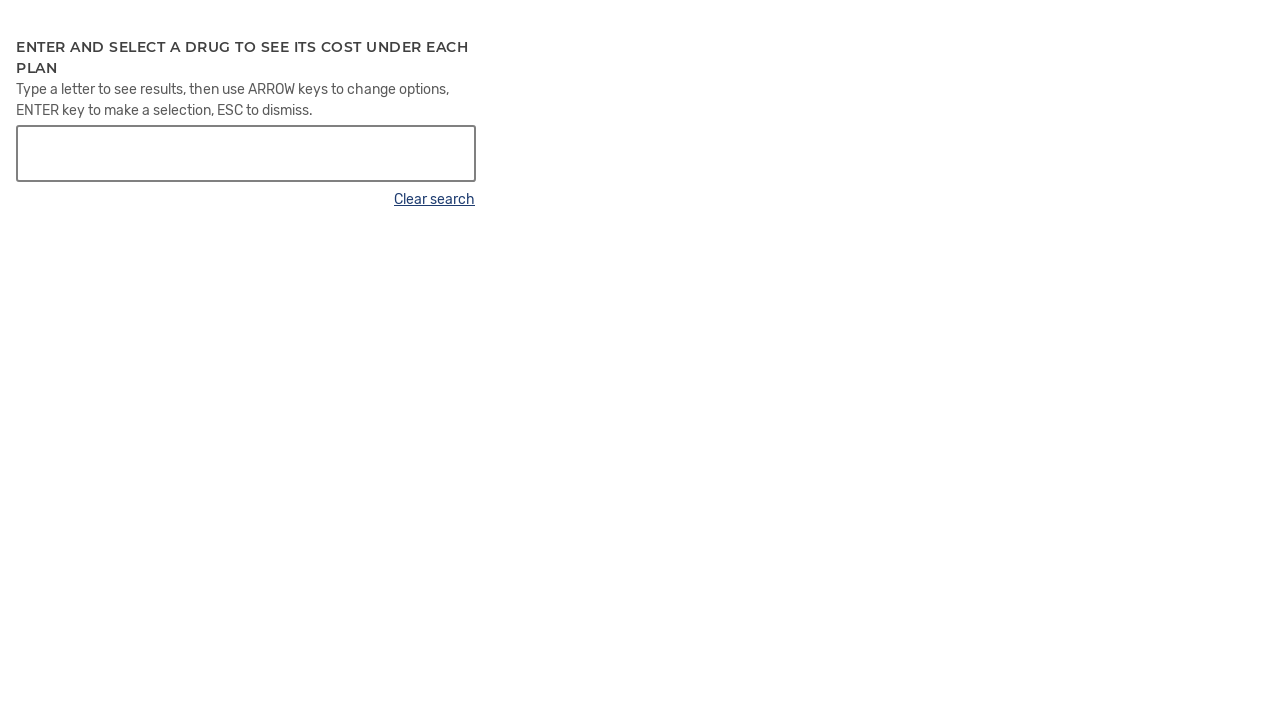 ENTER AND SELECT A DRUG TO SEE ITS COST UNDER EACH
PLAN
Type a letter to see results, then use ARROW keys to change options,
ENTER key to make a selection, ESC to dismiss.
Clear search